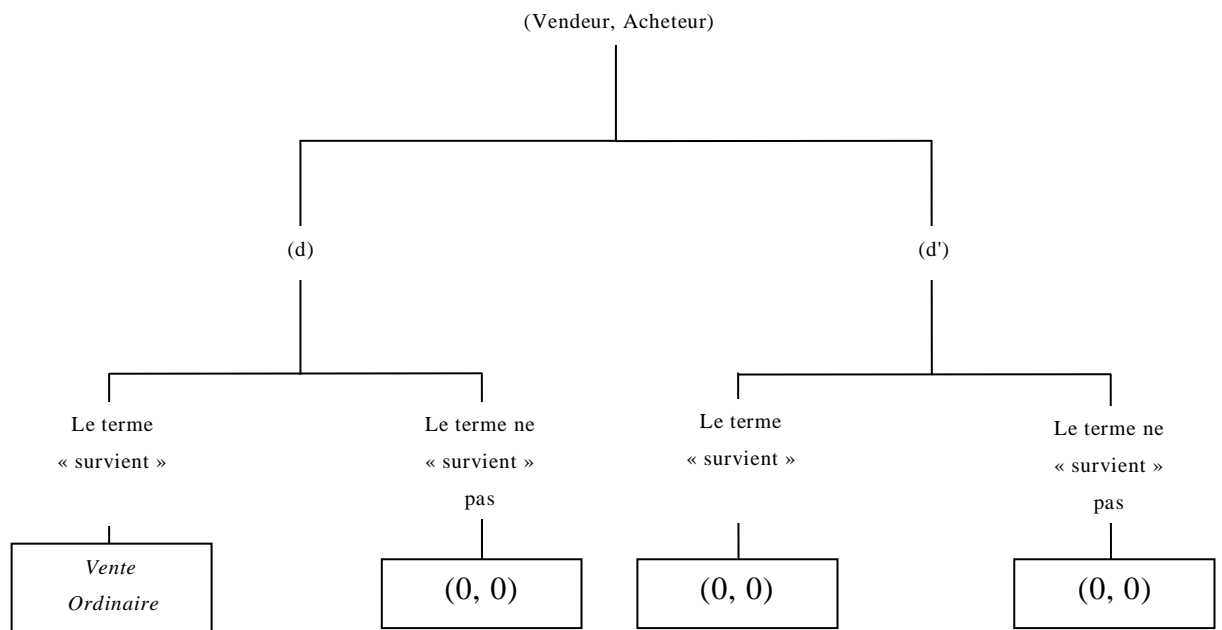 (Vendeur, Acheteur)
(d)
(d')
Le terme
« survient »
Le terme ne
« survient »
pas
Le terme
« survient »
Le terme ne
« survient »
pas
Vente
Ordinaire
(0, 0)
(0, 0)
(0, 0)